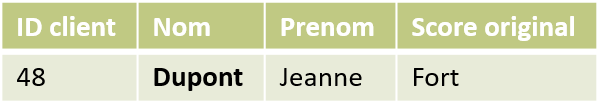 ID client Nom Prenom Score original
48 Dupont Jeanne Fort